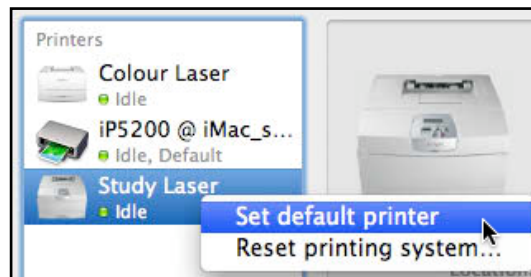 Printers
Colour Laser
Idle
iP5200 @ iMac_s...
Idle, Default
Study Laser
Idle
Set default printer
Reset printing system...